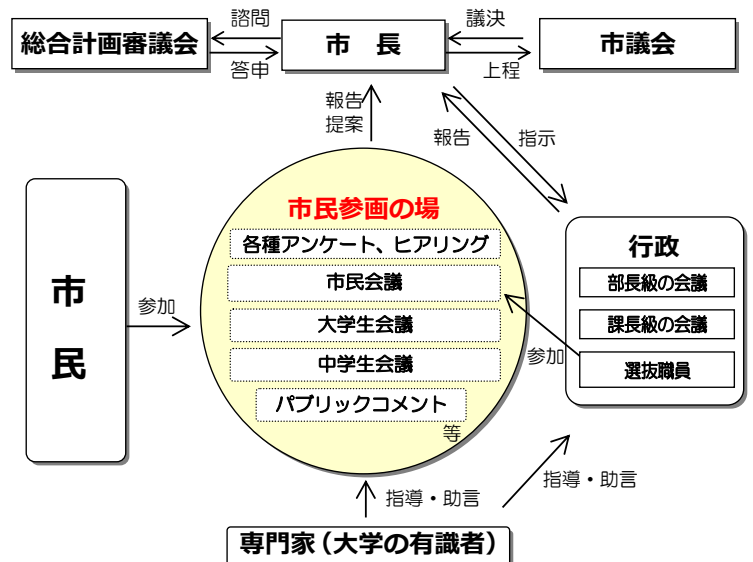 諮問
議決
総合計画審議会
市　長
市議会
答申
上程
報告
提案
報告
指示
市民参画の場
各種アンケート、ヒアリング
市民会議
大学生会議
中学生会議
パブリックコメント
等
市
民
参加
行政
部長級の会議
課長級の会議
選抜職員
参加
指導・助言
指導・助言
専門家（大学の有識者）